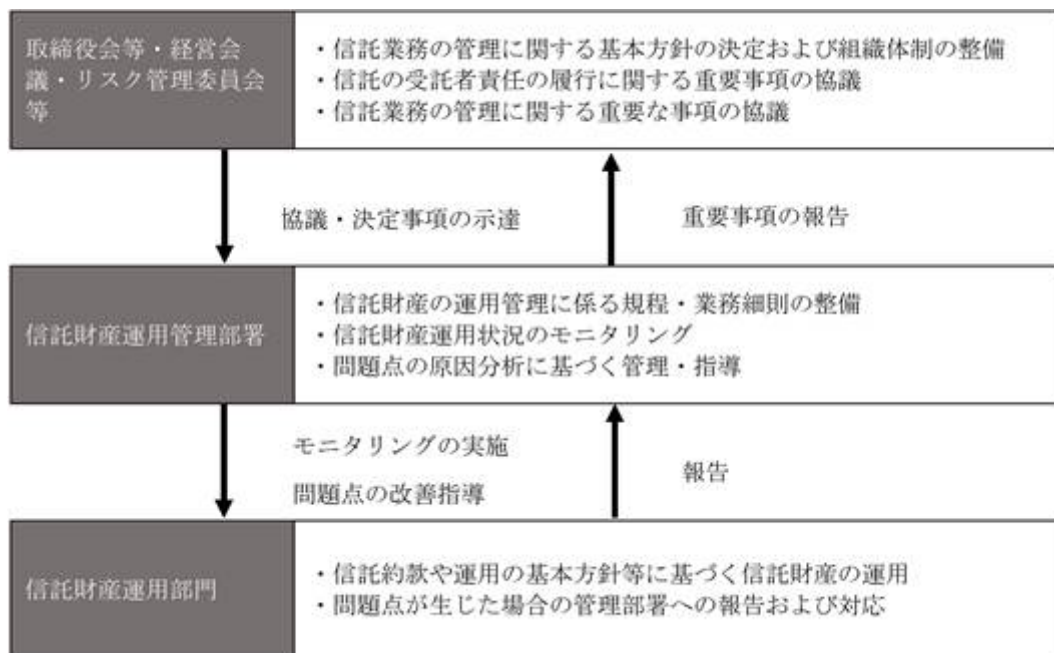 取締役会等・経営会
議・リスク管理委員会
等
・信託業務の管理に関する基本方針の決定および組織体制の整備
・信託の受託者責任の履行に関する重要事項の協議
・信託業務の管理に関する重要な事項の協議
協議・決定事項の示達
重要事項の報告
信託財産運用管理部署
・信託財産の運用管理に係る規程・業務細則の整備
・信託財産運用状況のモニタリング
・問題点の原因分析に基づく管理・指導
モニタリングの実施
問題点の改善指導
報告
信託財産運用部門
・信託約款や運用の基本方針等に基づく信託財産の運用
・問題点が生じた場合の管理部署への報告および対応